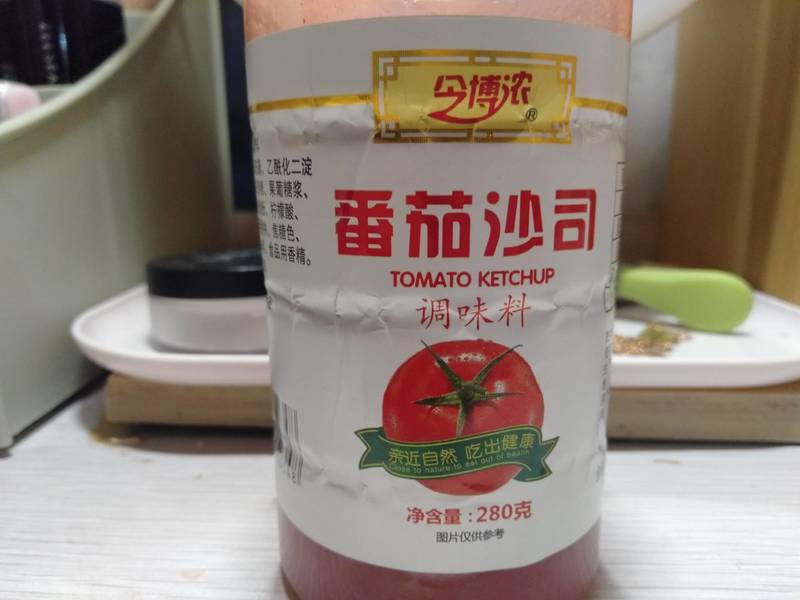 今博浓
®
乙酰化二淀
果葡糖浆、
柠檬酸、
焦糖色、
食品用香精。
番茄沙司
TOMATO KETCHUP
调味料
亲近自然 吃出健康
Close to nature to eat out of health
净含量:280克
图片仅供参考